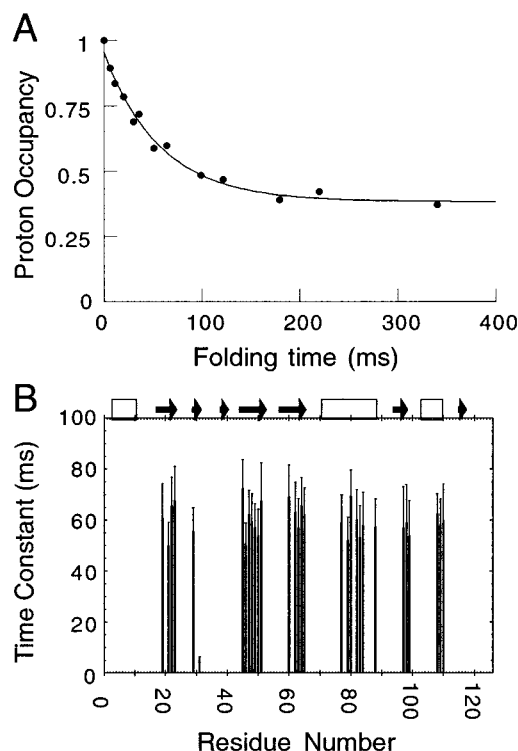 A
Proton Occupancy
1
0.75
0.5
0.25
0
0 100 200 300 400
Folding time (ms)
B
Time Constant (ms)
100
80
60
40
20
0
0 20 40 60 80 100 120
Residue Number